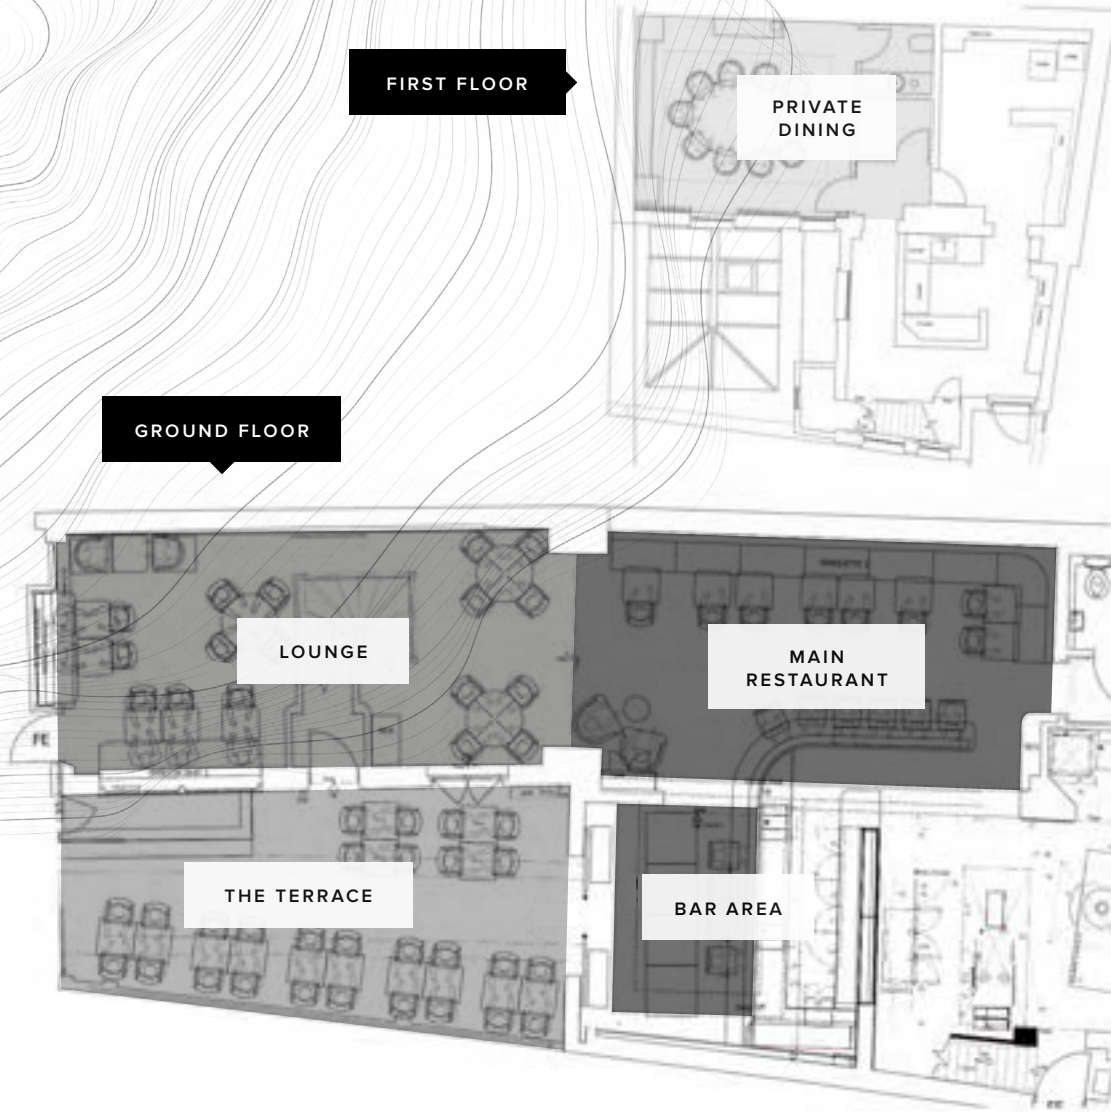 FIRST FLOOR
PRIVATE
DINING
GROUND FLOOR
LOUNGE
MAIN
RESTAURANT
FE
THE TERRACE
BAR AREA